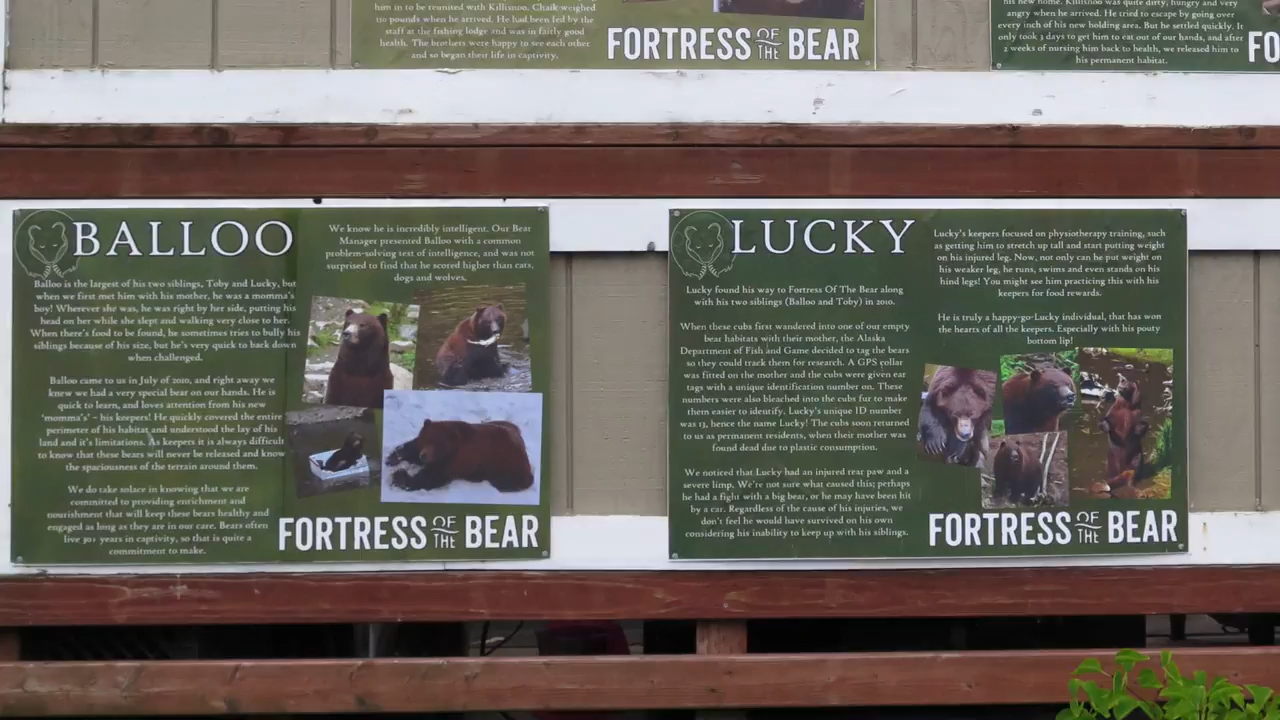 him in to be reunited with Killisnoo. Chaik weighed
110 pounds when he arrived. He had been fed by the
staff at the fishing lodge and was in fairly good
health. The brothers were happy to see each other
and so began their life in captivity.
FORTRESS OF THE BEAR
his new home. Killisnoo was quite dirty, hungry and very
angry when he arrived. He tried to escape by going over
every inch of his new holding area. But he settled quickly. It
only took 3 days to get him to eat out of our hands, and after
2 weeks of nursing him back to health, we released him to
his permanent habitat.
FO
BALLOO
Balloo is the largest of his two siblings, Toby and Lucky, but
when we first met him with his mother, he was a momma's
boy! Wherever she was, he was right by her side, putting his
head on her while she slept and walking very close to her.
When there's food to be found, he sometimes tries to bully his
siblings because of his size, but he's very quick to back down
when challenged.
Balloo came to us in July of 2010, and right away we
knew we had a very special bear on our hands. He is
quick to learn, and loves attention from his new
'momma's' - his keepers! He quickly covered the entire
perimeter of his habitat and understood the lay of his
land and it's limitations. As keepers it is always difficult
to know that these bears will never be released and know
the spaciousness of the terrain around them.
We do take solace in knowing that we are
committed to providing enrichment and
nourishment that will keep these bears healthy and
engaged as long as they are in our care. Bears often
live 30+ years in captivity, so that is quite a
commitment to make.
We know he is incredibly intelligent. Our Bear
Manager presented Balloo with a common
problem-solving test of intelligence, and was not
surprised to find that he scored higher than cats,
dogs and wolves.
FORTRESS OF THE BEAR
LUCKY
Lucky found his way to Fortress Of The Bear along
with his two siblings (Balloo and Toby) in 2010.
When these cubs first wandered into one of our empty
bear habitats with their mother, the Alaska
Department of Fish and Game decided to tag the bears
so they could track them for research. A GPS collar
was fitted on the mother and the cubs were given ear
tags with a unique identification number on. These
numbers were also bleached into the cubs fur to make
them easier to identify. Lucky's unique ID number
was 13, hence the name Lucky! The cubs soon returned
to us as permanent residents, when their mother was
found dead due to plastic consumption.
We noticed that Lucky had an injured rear paw and a
severe limp. We're not sure what caused this; perhaps
he had a fight with a big bear, or he may have been hit
by a car. Regardless of the cause of his injuries, we
don't feel he would have survived on his own
considering his inability to keep up with his siblings.
Lucky's keepers focused on physiotherapy training, such
as getting him to stretch up tall and start putting weight
on his injured leg. Now, not only can he put weight on
his weaker leg, he runs, swims and even stands on his
hind legs! You might see him practicing this with his
keepers for food rewards.
He is truly a happy-go-Lucky individual, that has won
the hearts of all the keepers. Especially with his pouty
bottom lip!
FORTRESS OF THE BEAR